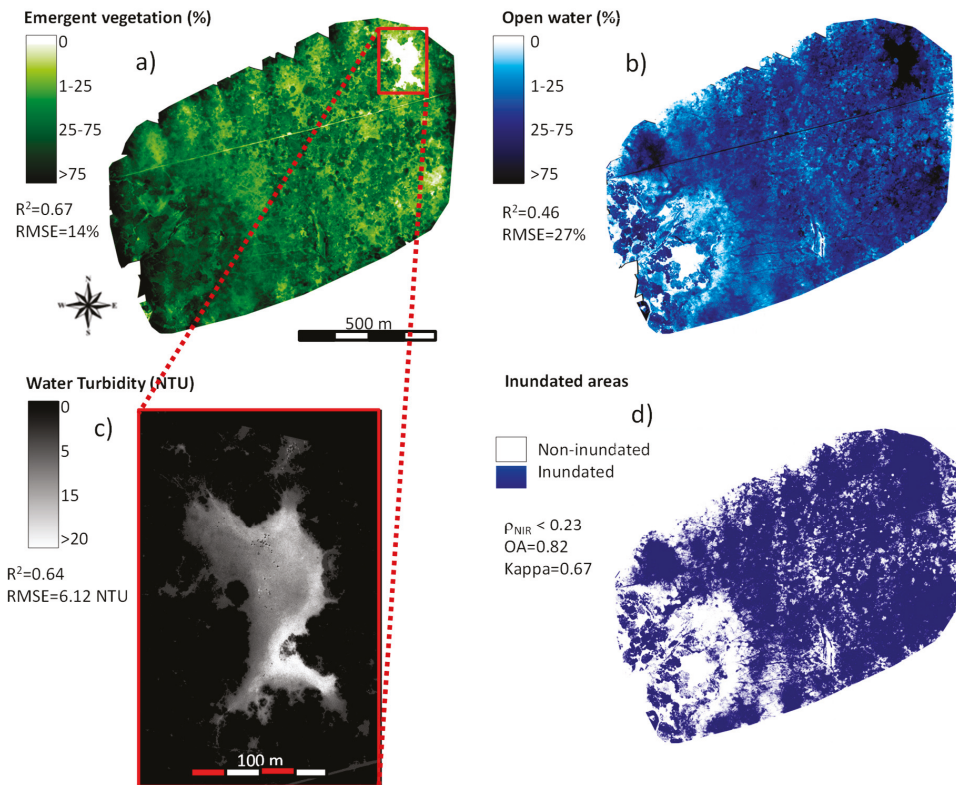 Emergent vegetation (%)
0
1-25
25-75
>75
a)
R²=0.67
RMSE=14%
N
W E
S
500 m
Open water (%)
0
1-25
25-75
>75
b)
R²=0.46
RMSE=27%
Water Turbidity (NTU)
0
5
15
>20
c)
R²=0.64
RMSE=6.12 NTU
100 m
Inundated areas
d)
Non-inundated
Inundated
ρNIR < 0.23
OA=0.82
Kappa=0.67